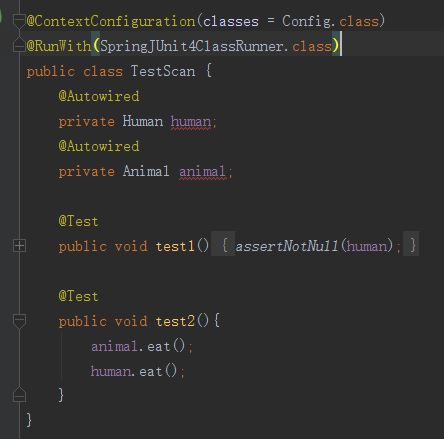 @ContextConfiguration(classes = Config.class)
@RunWith(SpringJUnit4ClassRunner.class)
public class TestScan {
@Autowired
private Human human;
@Autowired
private Animal animal;
@Test
public void test1() { assertNotNull(human); }
@Test
public void test2(){
animal.eat();
human.eat();
}
}